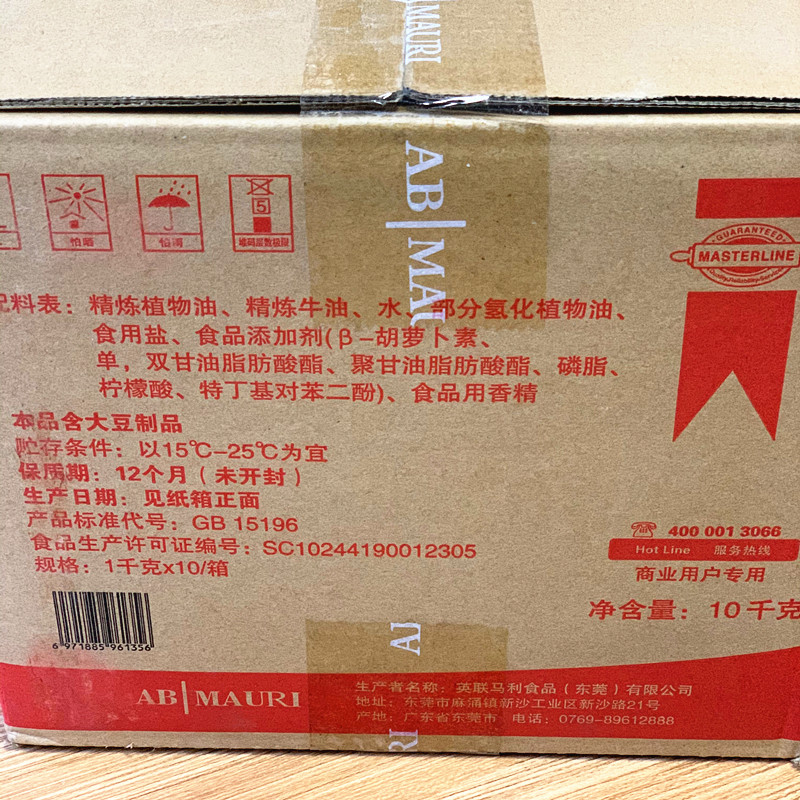 MAURI
AB|MAU
怕晒
怕雨
5
堆码层数极限
GUARANTEED
MASTERLINE
Quality.Reliability.Service
料表：精炼植物油、精炼牛油、水、部分氢化植物油、
食用盐、食品添加剂(β-胡萝卜素、
单，双甘油脂肪酸酯、聚甘油脂肪酸酯、磷脂、
柠檬酸、特丁基对苯二酚)、食品用香精
本品含大豆制品
贮存条件：以15℃-25℃为宜
保质期：12个月（未开封）
生产日期：见纸箱正面
产品标准代号：GB 15196
食品生产许可证编号：SC10244190012305
规格：1千克x10/箱
6 971885 961356
400 001 3066
Hot Line 服务热线
商业用户专用
净含量：10千克
AB|MAURI
生产者名称：英联马利食品（东莞）有限公司
地址：东莞市麻涌镇新沙工业区新沙路21号
产地：广东省东莞市 电话：0769-89612888